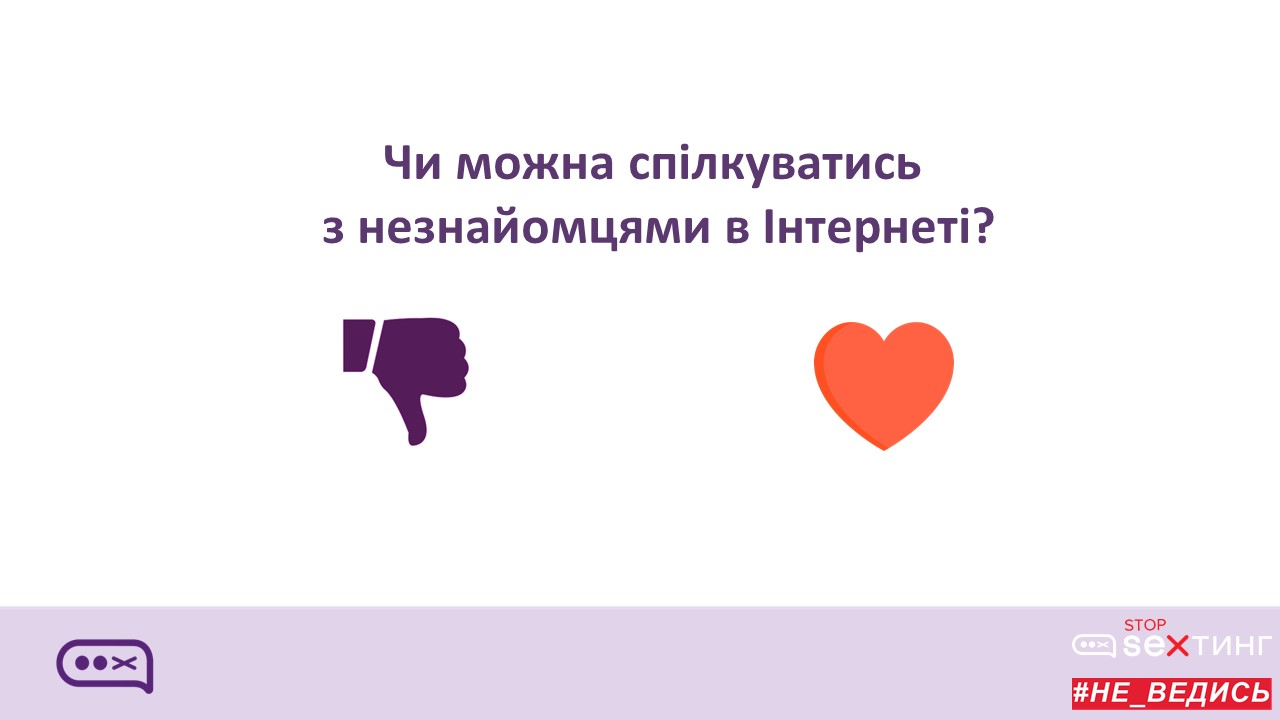 Чи можна спілкуватись
з незнайомцями в Інтернеті?
STOP
sexтинг
#НЕ_ВЕДИСЬ